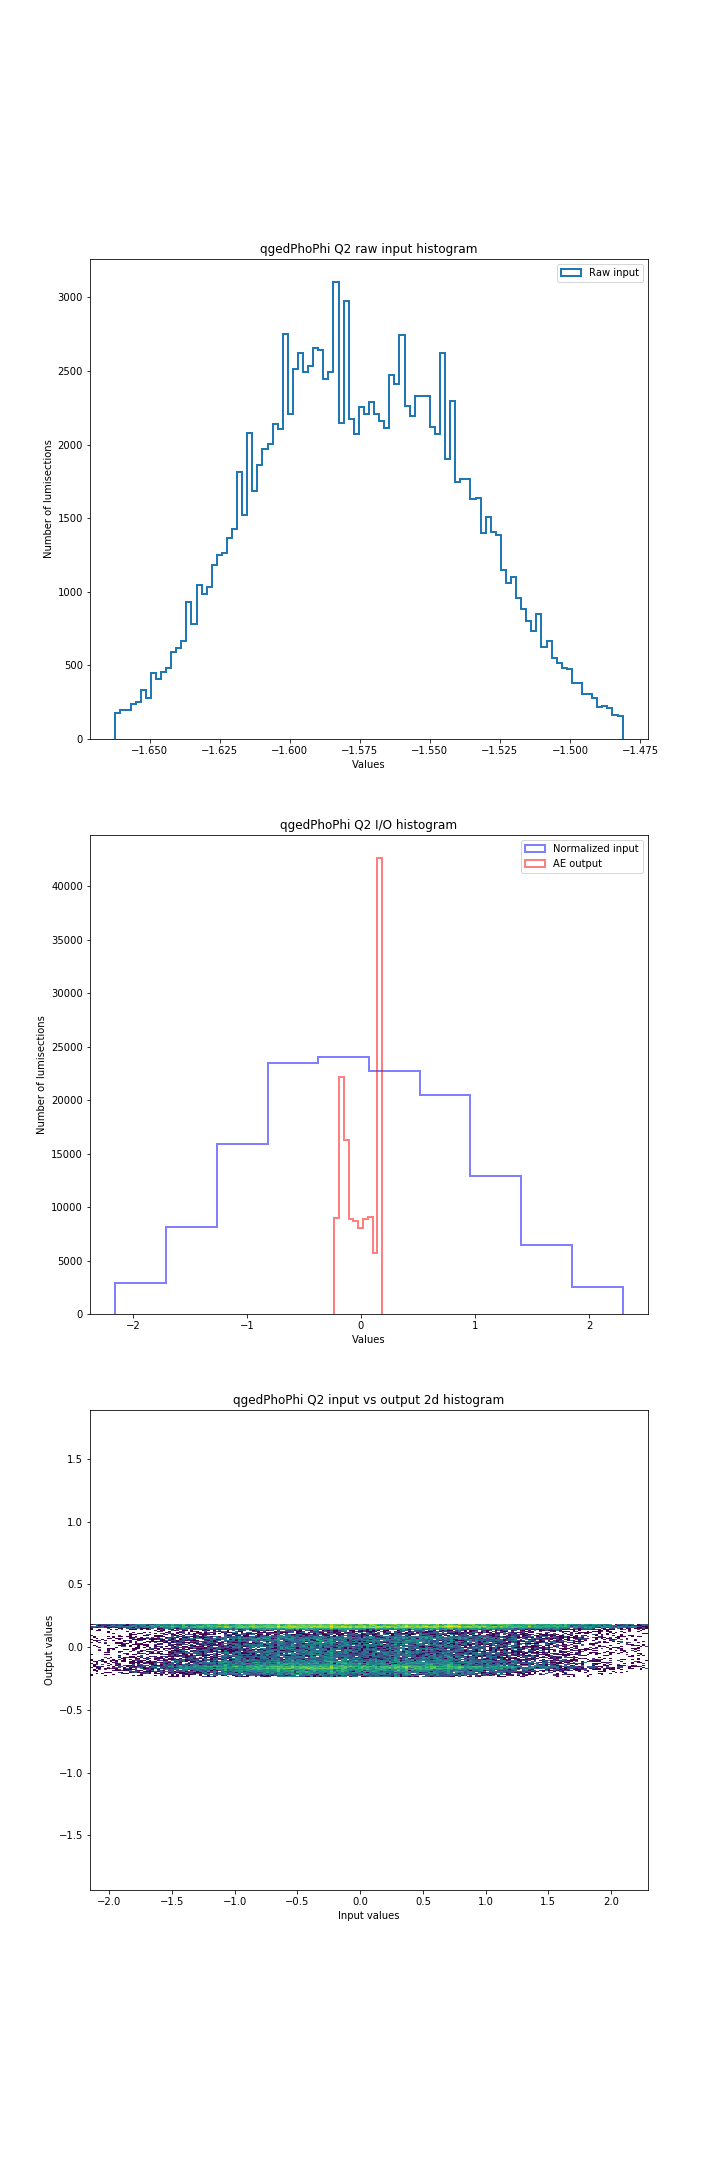 qgedPhoPhi Q2 raw input histogram
Raw input
3000
2500
2000
1500
1000
500
0
Number of lumisections
−1.650 −1.625 −1.600 −1.575 −1.550 −1.525 −1.500 −1.475
Values
qgedPhoPhi Q2 I/O histogram
Normalized input
AE output
40000
35000
30000
25000
20000
15000
10000
5000
0
Number of lumisections
−2 −1 0 1 2
Values
qgedPhoPhi Q2 input vs output 2d histogram
1.5
1.0
0.5
0.0
−0.5
−1.0
−1.5
Output values
−2.0 −1.5 −1.0 −0.5 0.0 0.5 1.0 1.5 2.0
Input values